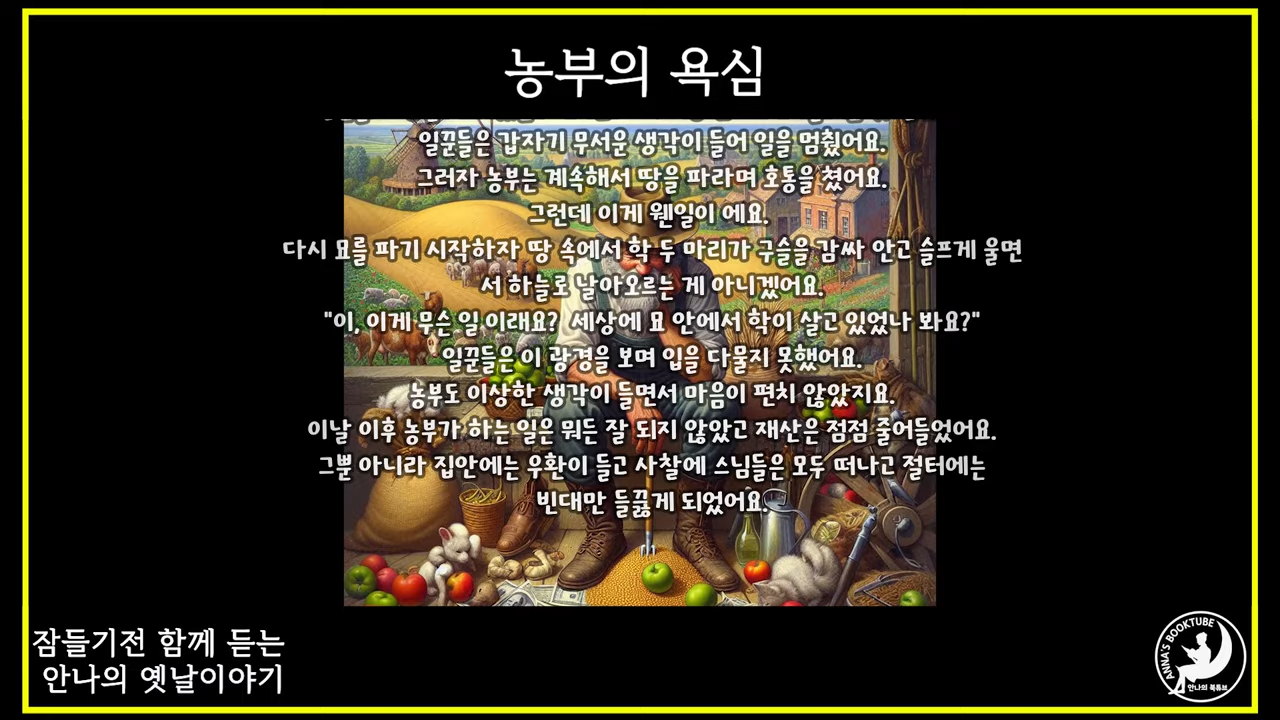 농부의 욕심
일꾼들은 갑자기 무서운 생각이 들어 일을 멈췄어요.
그러자 농부는 계속해서 땅을 파라며 호통을 쳤어요.
그런데 이게 웬일이 에요.
다시 묘를 파기 시작하자 땅 속에서 학 두 마리가 구슬을 감싸 안고 슬프게 울면
서 하늘로 날아오르는 게 아니겠어요.
"이, 이게 무슨 일 이래요? 세상에 묘 안에서 학이 살고 있었나 봐요?"
일꾼들은 이 광경을 보며 입을 다물지 못했어요.
농부도 이상한 생각이 들면서 마음이 편치 않았지요.
이날 이후 농부가 하는 일은 뭐든 잘 되지 않았고 재산은 점점 줄어들었어요.
그뿐 아니라 집안에는 우환이 들고 사찰에 스님들은 모두 떠나고 절터에는
빈대만 들끓게 되었어요.
잠들기전 함께 듣는
안나의 옛날이야기
ANNA'S BOOKTUBE
안나의 북튜브